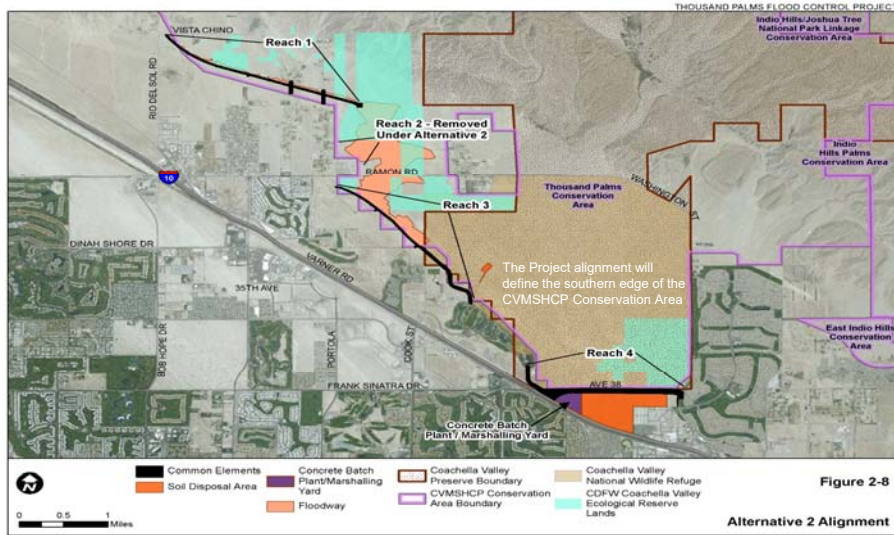 THOUSAND PALMS FLOOD CONTROL PROJECT
VISTA CHINO
Reach 1
RIO DEL SOL RD
Indio Hills/Joshua Tree
National Park Linkage
Conservation Area
Reach 2 - Removed
Under Alternative 2
RAMON RD
Indio
Hills Palms
Conservation
Area
10
Thousand Palms
Conservation
Area
WASHINGTON ST
Reach 3
DINAH SHORE DR
VARNER RD
The Project alignment will
define the southern edge of the
CVMSHCP Conservation Area
35TH AVE
BOB HOPE DR
PORTOLA
COOK ST
East Indio Hills
Conservation
Area
Reach 4
FRANK SINATRA DR
AVE 38
Concrete Batch
Plant / Marshalling Yard
N
0 0.5 1
Miles
Common Elements
Soil Disposal Area
Concrete Batch
Plant/Marshalling
Yard
Floodway
Coachella Valley
Preserve Boundary
CVMSHCP Conservation
Area Boundary
Coachella Valley
National Wildlife Refuge
CDFW Coachella Valley
Ecological Reserve
Lands
Figure 2-8
Alternative 2 Alignment